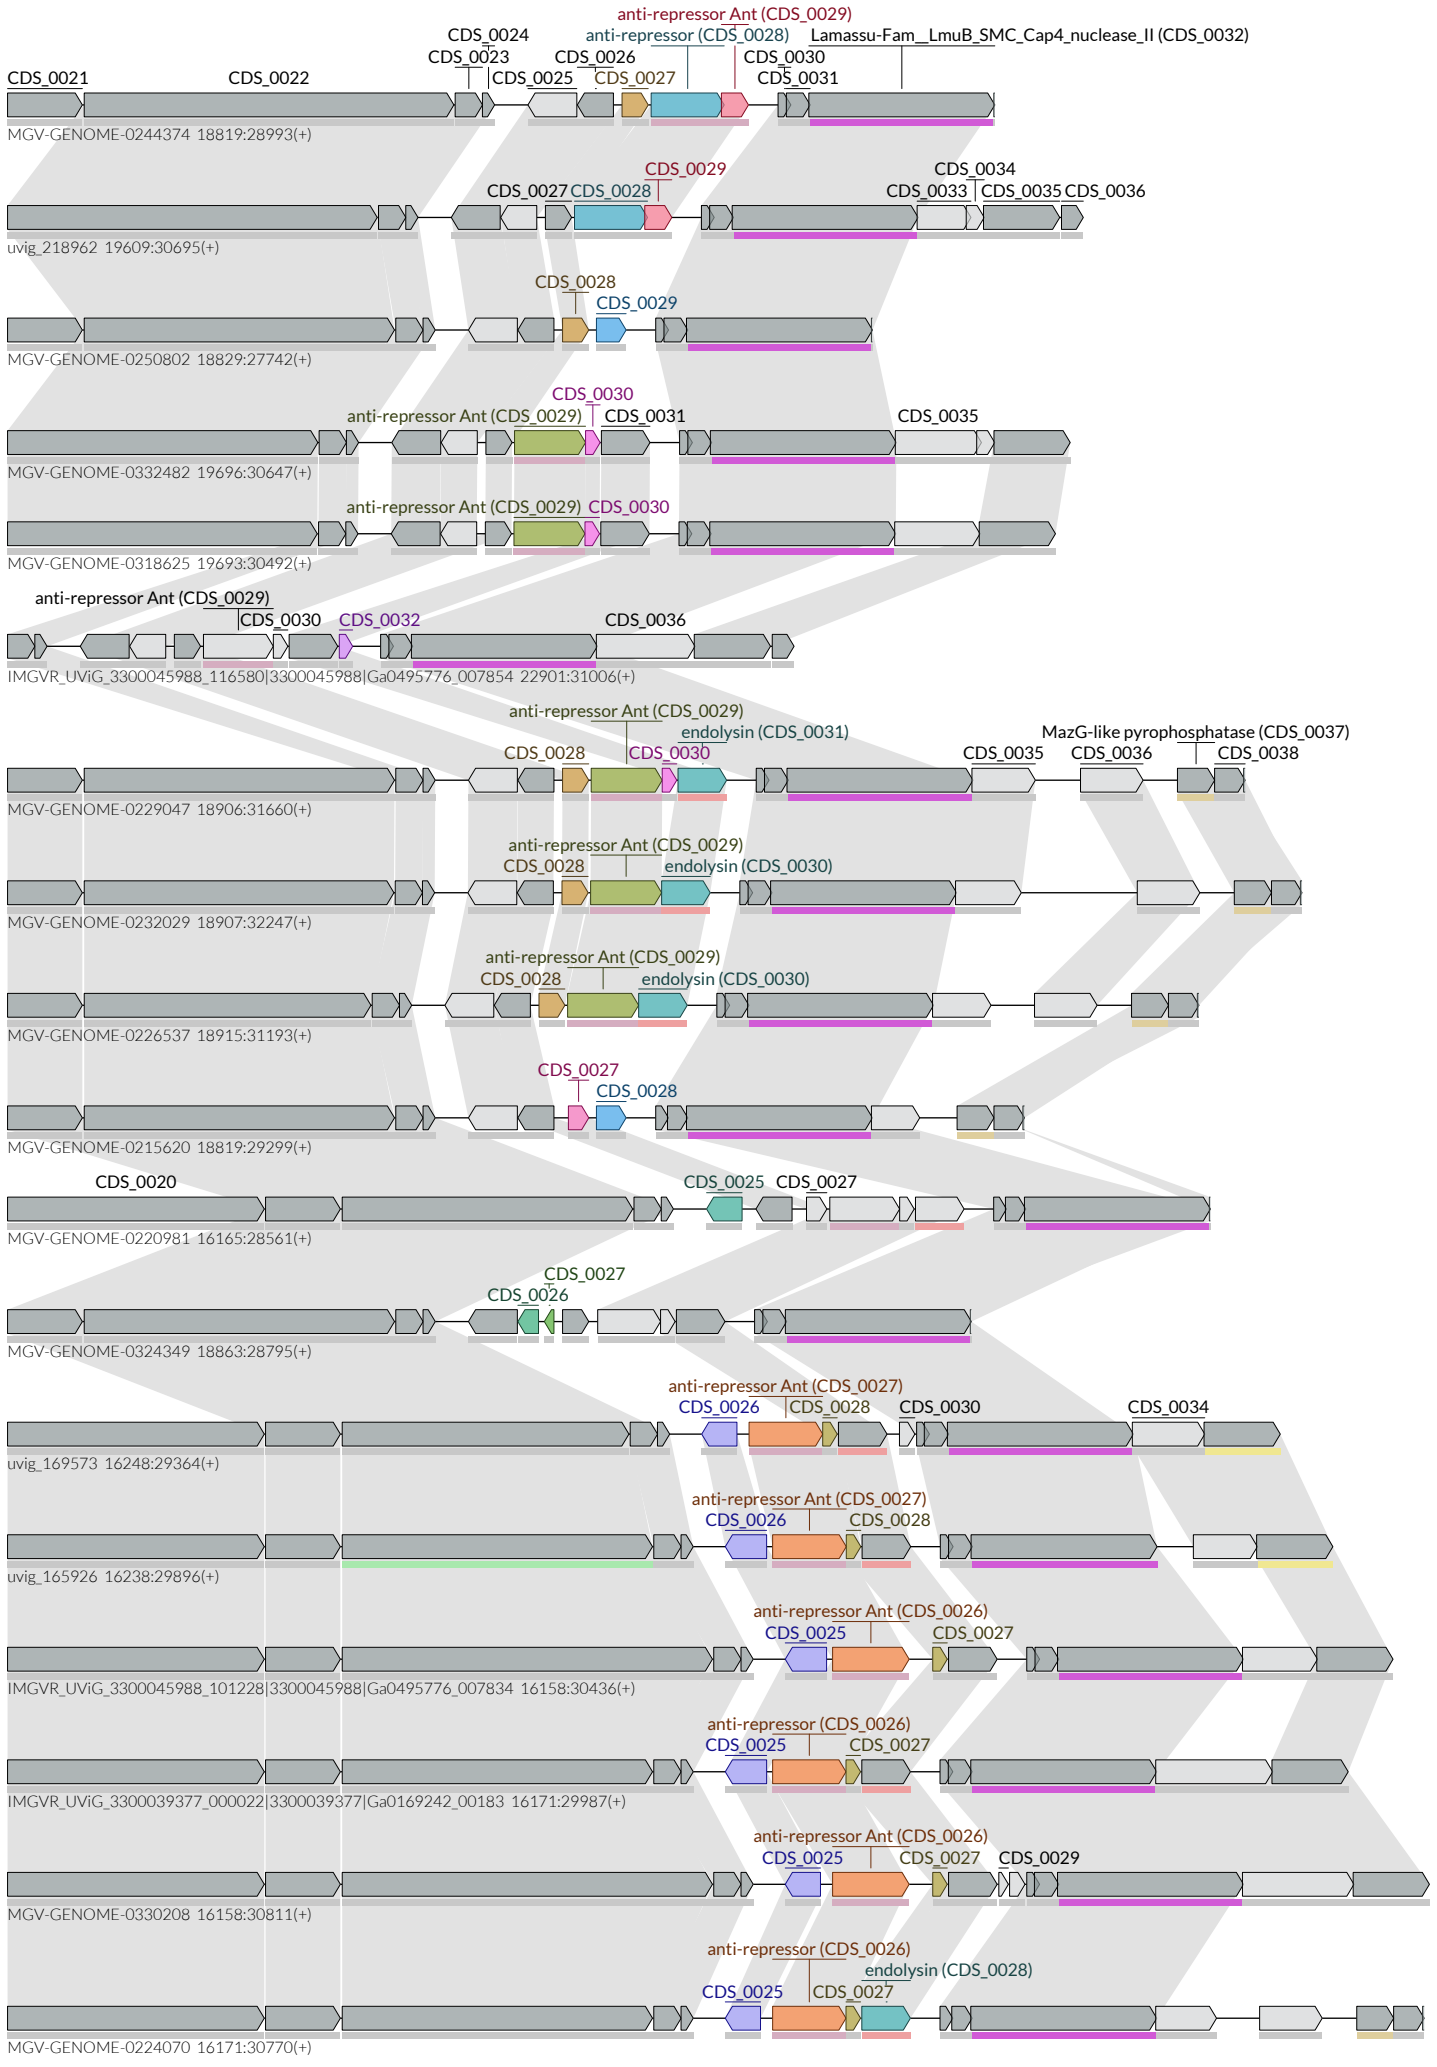 anti-repressor Ant (CDS_0029)
CDS_0024 anti-repressor (CDS_0028) Lamassu-Fam__LmuB_SMC_Cap4_nuclease_II (CDS_0032)
CDS_0023 CDS_0026 CDS_0030
CDS_0021 CDS_0022 CDS_0025 CDS_0027 CDS_0031
MGV-GENOME-0244374 18819:28993(+)
CDS_0029 CDS_0034
CDS_0027 CDS_0028 CDS_0033 CDS_0035 CDS_0036
uvig_218962 19609:30695(+)
CDS_0028
CDS_0029
MGV-GENOME-0250802 18829:27742(+)
CDS_0030
anti-repressor Ant (CDS_0029) CDS_0031 CDS_0035
MGV-GENOME-0332482 19696:30647(+)
anti-repressor Ant (CDS_0029) CDS_0030
MGV-GENOME-0318625 19693:30492(+)
anti-repressor Ant (CDS_0029)
CDS_0030 CDS_0032 CDS_0036
IMGVR_UViG_3300045988_116580|3300045988|Ga0495776_007854 22901:31006(+)
anti-repressor Ant (CDS_0029)
endolysin (CDS_0031) MazG-like pyrophosphatase (CDS_0037)
CDS_0028 CDS_0030 CDS_0035 CDS_0036 CDS_0038
MGV-GENOME-0229047 18906:31660(+)
anti-repressor Ant (CDS_0029)
CDS_0028 endolysin (CDS_0030)
MGV-GENOME-0232029 18907:32247(+)
anti-repressor Ant (CDS_0029)
CDS_0028 endolysin (CDS_0030)
MGV-GENOME-0226537 18915:31193(+)
CDS_0027
CDS_0028
MGV-GENOME-0215620 18819:29299(+)
CDS_0020 CDS_0025 CDS_0027
MGV-GENOME-0220981 16165:28561(+)
CDS_0027
CDS_0026
MGV-GENOME-0324349 18863:28795(+)
anti-repressor Ant (CDS_0027)
CDS_0026 CDS_0028 CDS_0030 CDS_0034
uvig_169573 16248:29364(+)
anti-repressor Ant (CDS_0027)
CDS_0026 CDS_0028
uvig_165926 16238:29896(+)
anti-repressor Ant (CDS_0026)
CDS_0025 CDS_0027
IMGVR_UViG_3300045988_101228|3300045988|Ga0495776_007834 16158:30436(+)
anti-repressor (CDS_0026)
CDS_0025 CDS_0027
IMGVR_UViG_3300039377_000022|3300039377|Ga0169242_00183 16171:29987(+)
anti-repressor Ant (CDS_0026)
CDS_0025 CDS_0027 CDS_0029
MGV-GENOME-0330208 16158:30811(+)
anti-repressor (CDS_0026)
endolysin (CDS_0028)
CDS_0025 CDS_0027
MGV-GENOME-0224070 16171:30770(+)